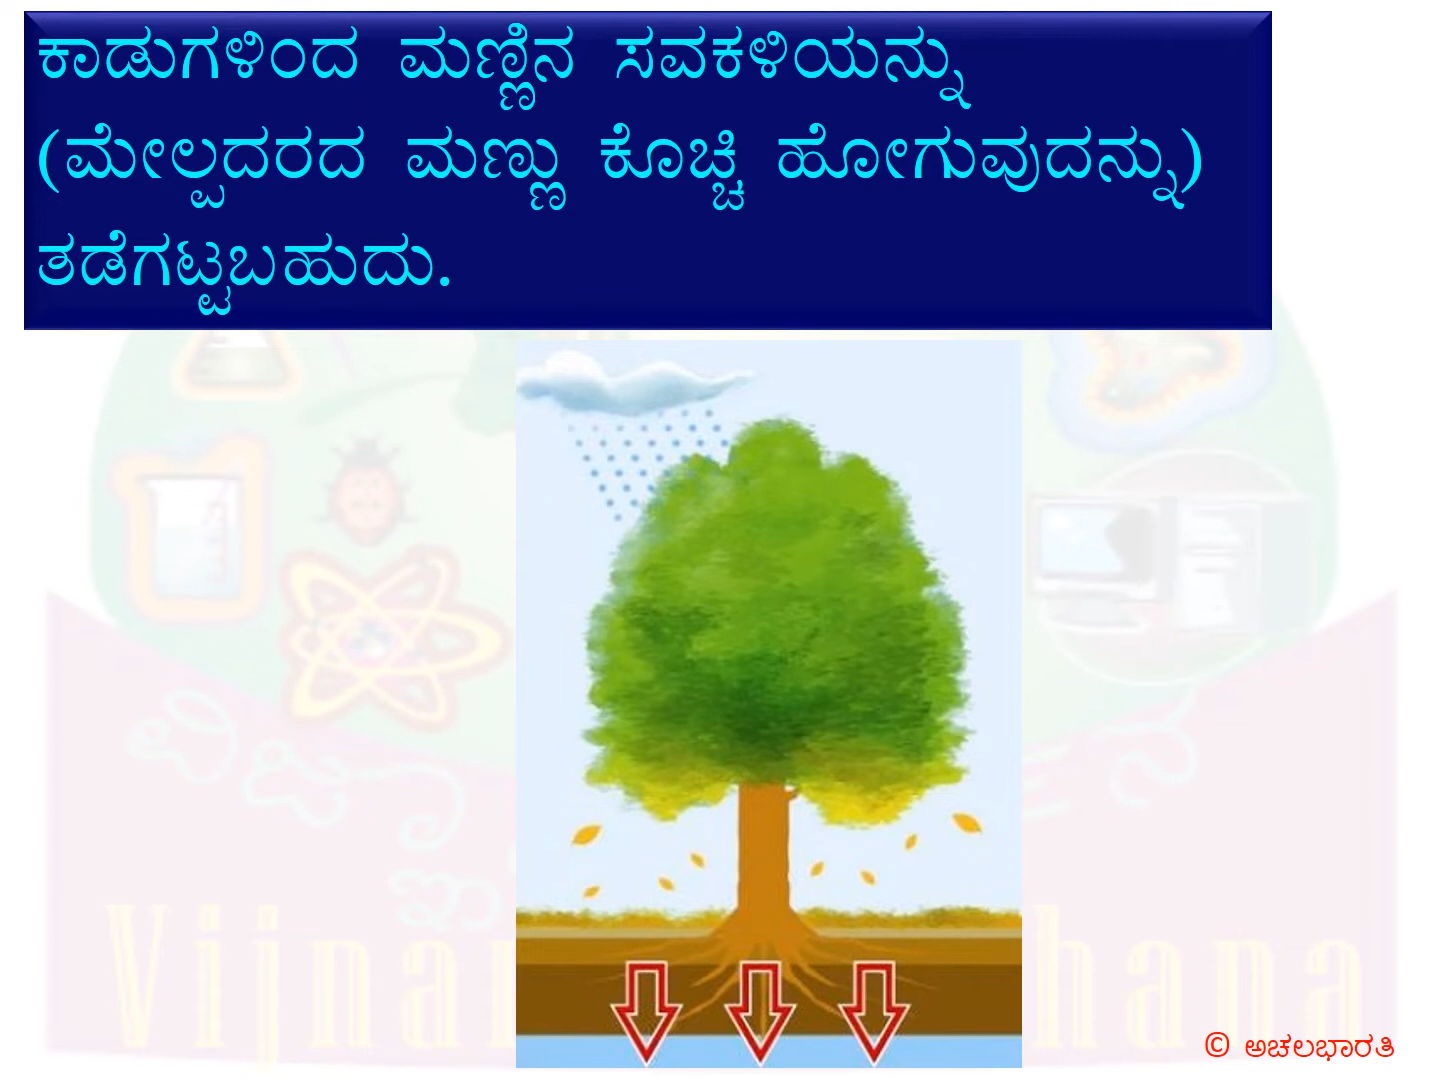 ಕಾಡುಗಳಿಂದ ಮಣ್ಣಿನ ಸವಕಳಿಯನ್ನು
(ಮೇಲ್ಪದರದ ಮಣ್ಣು ಕೊಚ್ಚಿ ಹೋಗುವುದನ್ನು)
ತಡೆಗಟ್ಟಬಹುದು.
© ಅಚಲಭಾರತಿ